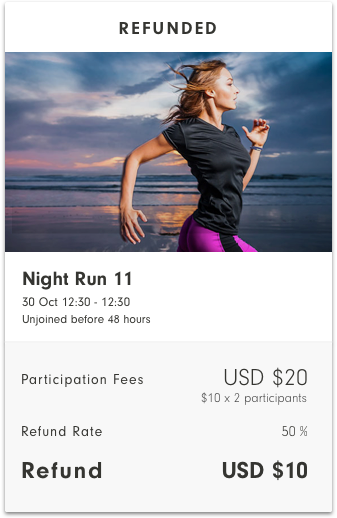 REFUNDED
Night Run 11
30 Oct 12:30 - 12:30
Unjoined before 48 hours
Participation Fees USD $20
$10 x 2 participants
Refund Rate 50 %
Refund USD $10